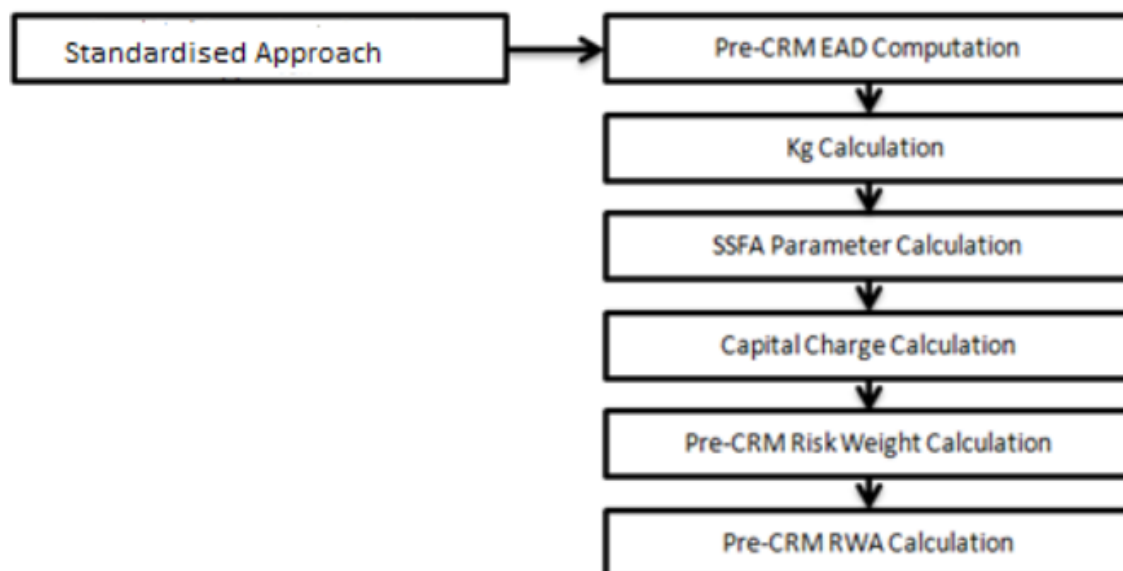 Standardised Approach
Pre-CRM EAD Computation
Kg Calculation
SSFA Parameter Calculation
Capital Charge Calculation
Pre-CRM Risk Weight Calculation
Pre-CRM RWA Calculation